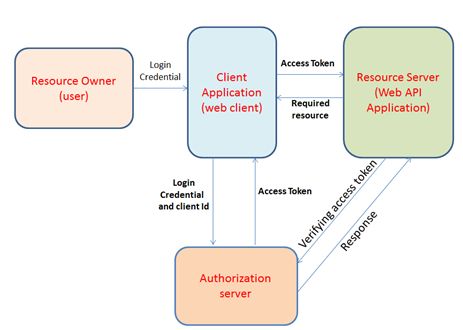 Resource Owner
(user)
Login
Credential
Client
Application
(web client)
Access Token
Required
resource
Resource Server
(Web API
Application)
Login
Credential
and client Id
Access Token
Verifying access token
Response
Authorization
server